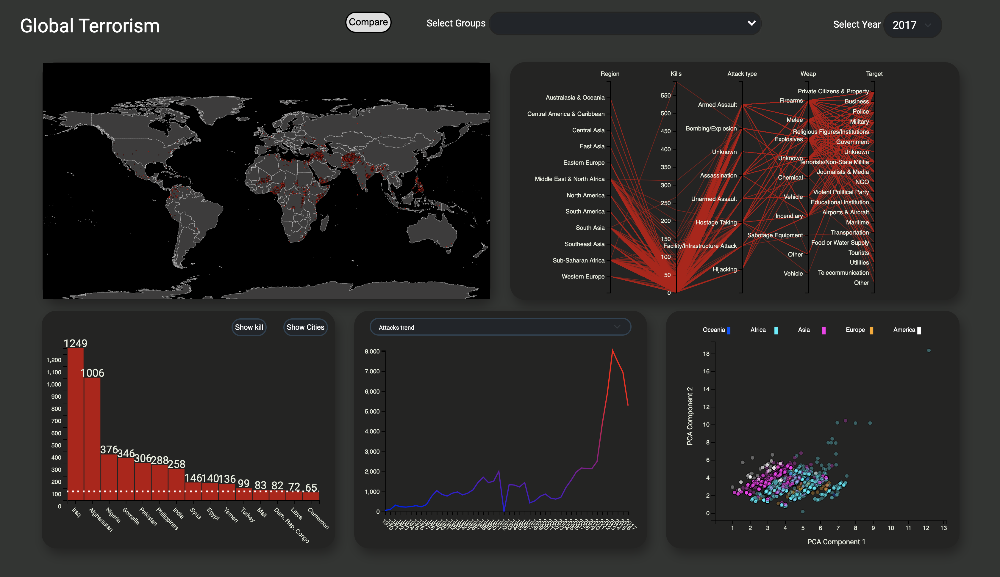 Global Terrorism
Compare
Select Groups
Select Year 2017
Region
Kills
Attack type
Weap
Target
Australasia & Oceania
Central America & Caribbean
Central Asia
East Asia
Eastern Europe
Middle East & North Africa
North America
South America
South Asia
Southeast Asia
Sub-Saharan Africa
Western Europe
550
500
450
400
350
300
250
200
150
100
50
0
Armed Assault
Bombing/Explosion
Unknown
Assassination
Unarmed Assault
Hostage Taking
Facility/Infrastructure Attack
Hijacking
Firearms
Melee
Explosives
Unknown
Chemical
Vehicle
Incendiary
Sabotage Equipment
Other
Vehicle
Private Citizens & Property
Business
Police
Military
Religious Figures/Institutions
Government
Unknown
Terrorists/Non-State Militia
Journalists & Media
NGO
Violent Political Party
Educational Institution
Airports & Aircraft
Maritime
Transportation
Food or Water Supply
Tourists
Utilities
Telecommunication
Other
Show kill
Show Cities
1249
1006
376
346
306
288
258
146
140
136
99
83
82
72
65
1,200
1,100
1,000
900
800
700
600
500
400
300
200
100
0
Iraq
Afghanistan
Nigeria
Somalia
Pakistan
Philippines
India
Syria
Egypt
Yemen
Turkey
Mali
Dem. Rep. Congo
Libya
Cameroon
Attacks trend
8,000
7,000
6,000
5,000
4,000
3,000
2,000
1,000
0
1970
2017
Oceania
Africa
Asia
Europe
America
18
16
14
12
10
8
6
4
2
0
PCA Component 2
1 2 3 4 5 6 7 8 9 10 11 12 13
PCA Component 1